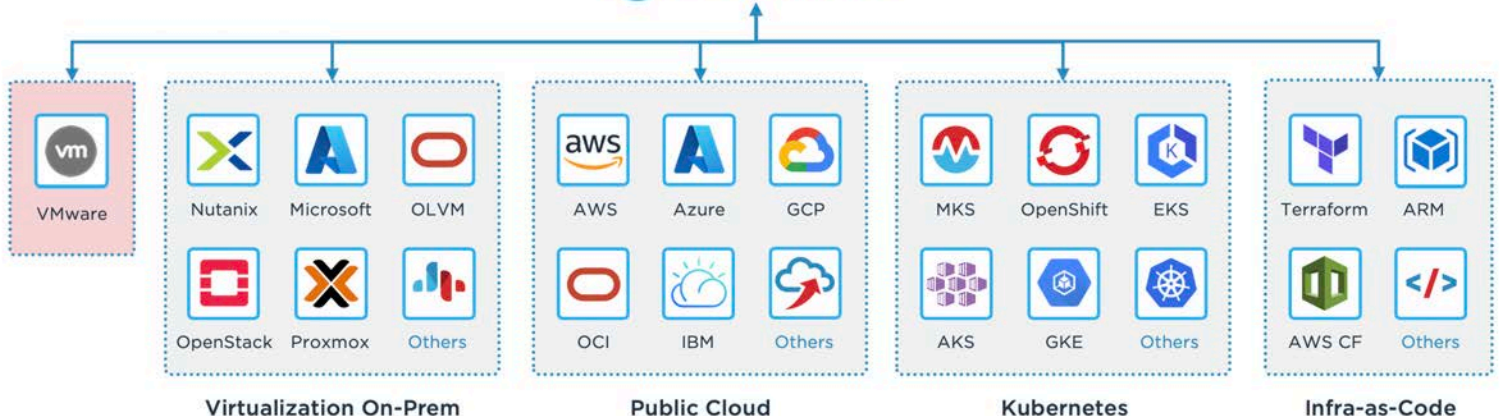 vm
aws
K
VMware
Nutanix Microsoft OLVM
AWS Azure GCP
MKS OpenShift EKS
Terraform ARM
OpenStack Proxmox Others
OCI IBM Others
AKS GKE Others
AWS CF Others
Virtualization On-Prem
Public Cloud
Kubernetes
Infra-as-Code